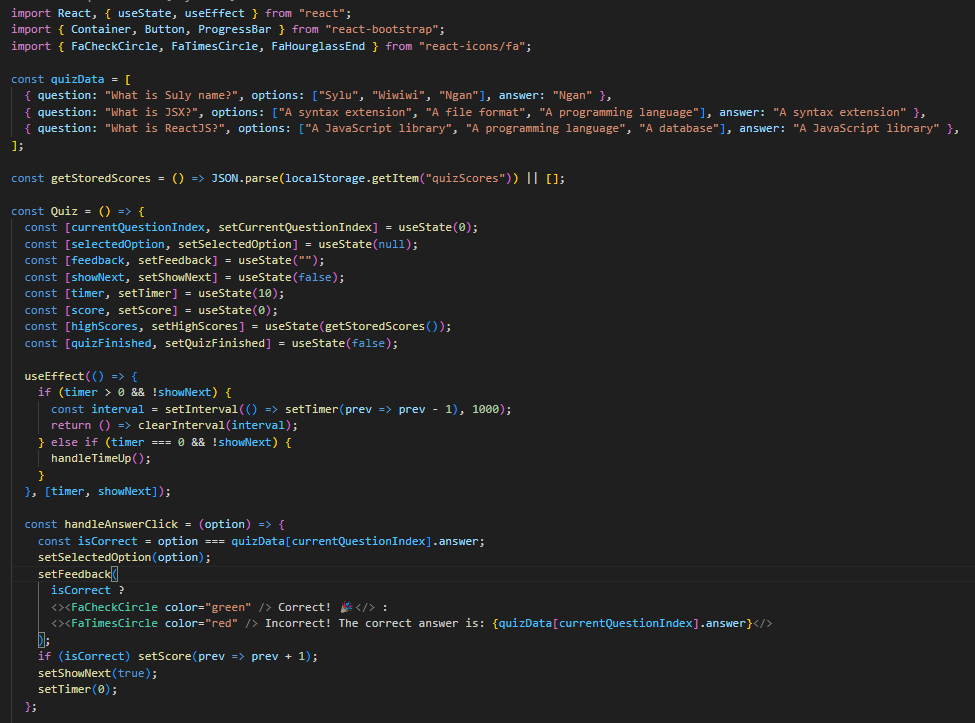 import React, { useState, useEffect } from "react";
import { Container, Button, ProgressBar } from "react-bootstrap";
import { FaCheckCircle, FaTimesCircle, FaHourglassEnd } from "react-icons/fa";

const quizData = [
  { question: "What is Suly name?", options: ["Sylu", "Wiwiwi", "Ngan"], answer: "Ngan" },
  { question: "What is JSX?", options: ["A syntax extension", "A file format", "A programming language"], answer: "A syntax extension" },
  { question: "What is ReactJS?", options: ["A JavaScript library", "A programming language", "A database"], answer: "A JavaScript library" },
];

const getStoredScores = () => JSON.parse(localStorage.getItem("quizScores")) || [];

const Quiz = () => {
  const [currentQuestionIndex, setCurrentQuestionIndex] = useState(0);
  const [selectedOption, setSelectedOption] = useState(null);
  const [feedback, setFeedback] = useState("");
  const [showNext, setShowNext] = useState(false);
  const [timer, setTimer] = useState(10);
  const [score, setScore] = useState(0);
  const [highScores, setHighScores] = useState(getStoredScores());
  const [quizFinished, setQuizFinished] = useState(false);

  useEffect(() => {
    if (timer > 0 && !showNext) {
      const interval = setInterval(() => setTimer(prev => prev - 1), 1000);
      return () => clearInterval(interval);
    } else if (timer === 0 && !showNext) {
      handleTimeUp();
    }
  }, [timer, showNext]);

  const handleAnswerClick = (option) => {
    const isCorrect = option === quizData[currentQuestionIndex].answer;
    setSelectedOption(option);
    setFeedback(
      isCorrect ?
      <><FaCheckCircle color="green" /> Correct! 🎉</> :
      <><FaTimesCircle color="red" /> Incorrect! The correct answer is: {quizData[currentQuestionIndex].answer}</>
    );
    if (isCorrect) setScore(prev => prev + 1);
    setShowNext(true);
    setTimer(0);
  };